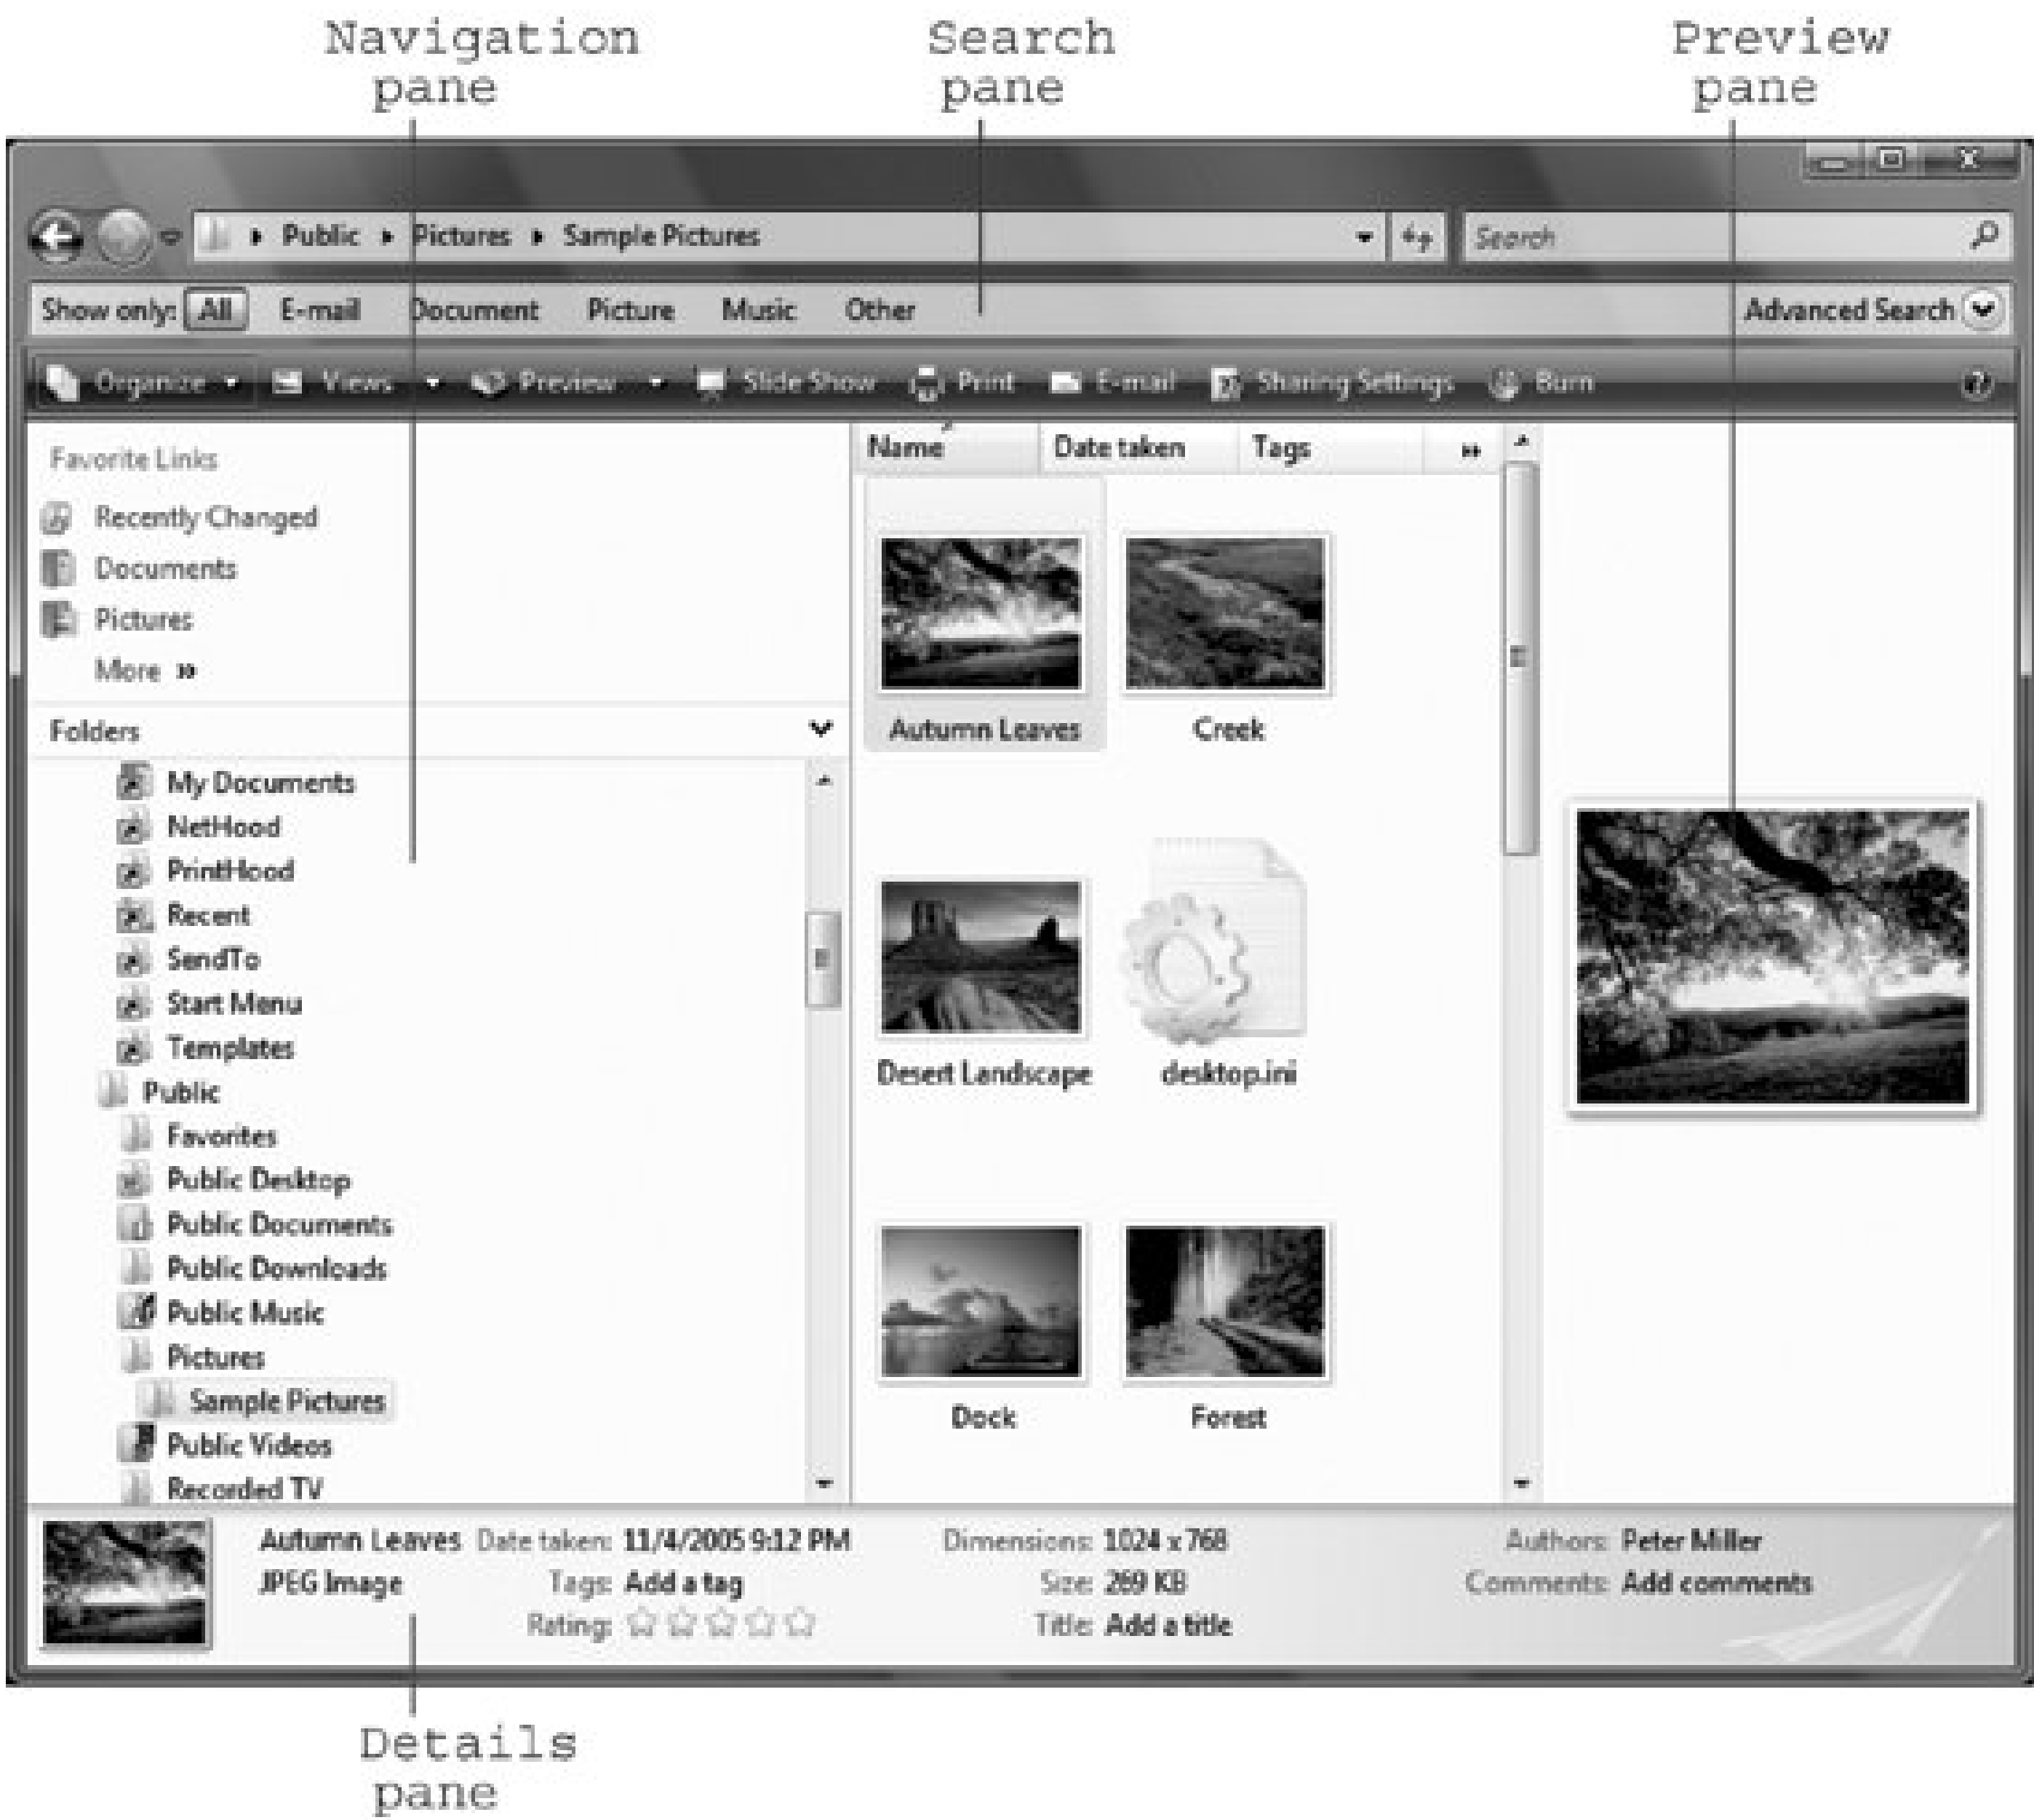 Navigation pane
Search pane
Preview pane
Public Pictures Sample Pictures
Search
Show only: All E-mail Document Picture Music Other Advanced Search
Organize Views Preview Slide Show Print E-mail Sharing Settings Burn
Favorite Links
Recently Changed
Documents
Pictures
More »
Folders
My Documents
NetHood
PrintHood
Recent
SendTo
Start Menu
Templates
Public
Favorites
Public Desktop
Public Documents
Public Downloads
Public Music
Pictures
Sample Pictures
Public Videos
Recorded TV
Name Date taken Tags »
Autumn Leaves Creek
Desert Landscape desktop.ini
Dock Forest
Autumn Leaves Date taken: 11/4/2005 9:12 PM Dimensions: 1024 x 768 Authors: Peter Miller
JPEG Image Tags: Add a tag Size: 269 KB Comments: Add comments
Rating: Title: Add a title
Details pane